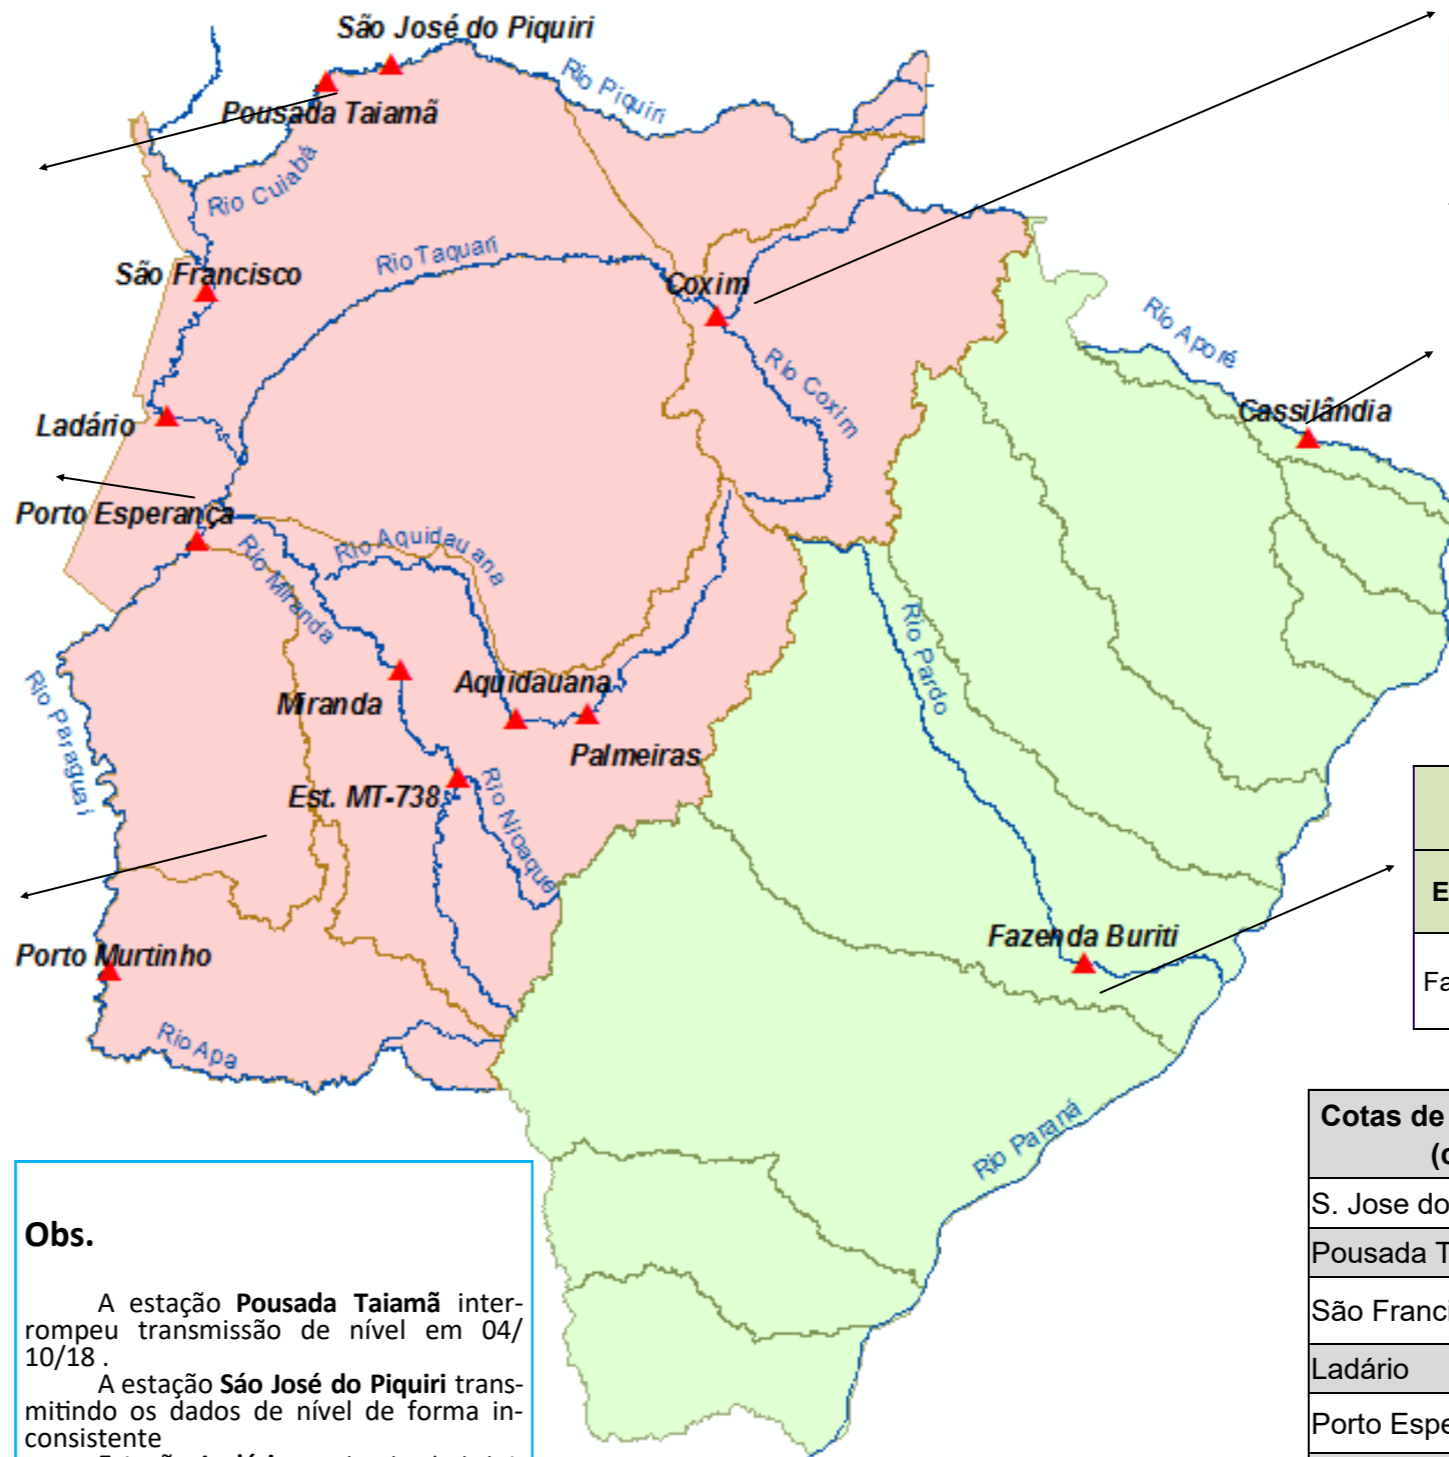 São José do Piquiri
Rio Piquiri
Pousada Taiamã
Rio Cuiabá
Rio Taquari
São Francisco
Coxim
Rio Aporé
Rio Coxim
Cassilândia
Ladário
Porto Esperança
Rio Aquidauana
Rio Miranda
Rio Pardo
Rio Paraguai
Aquidauana
Miranda
Palmeiras
Est. MT-738
Rio Nioaque
Fazenda Buriti
Porto Murtinho
Rio Apa
Rio Paraná
E
Fa
Cotas de
(c
S. Jose do
Pousada T
São Franci
Ladário
Porto Espe
Obs.
A estação Pousada Taiamã inter-
rompeu transmissão de nível em 04/
10/18 .
A estação Sáo José do Piquiri trans-
mitindo os dados de nível de forma in-
consistente